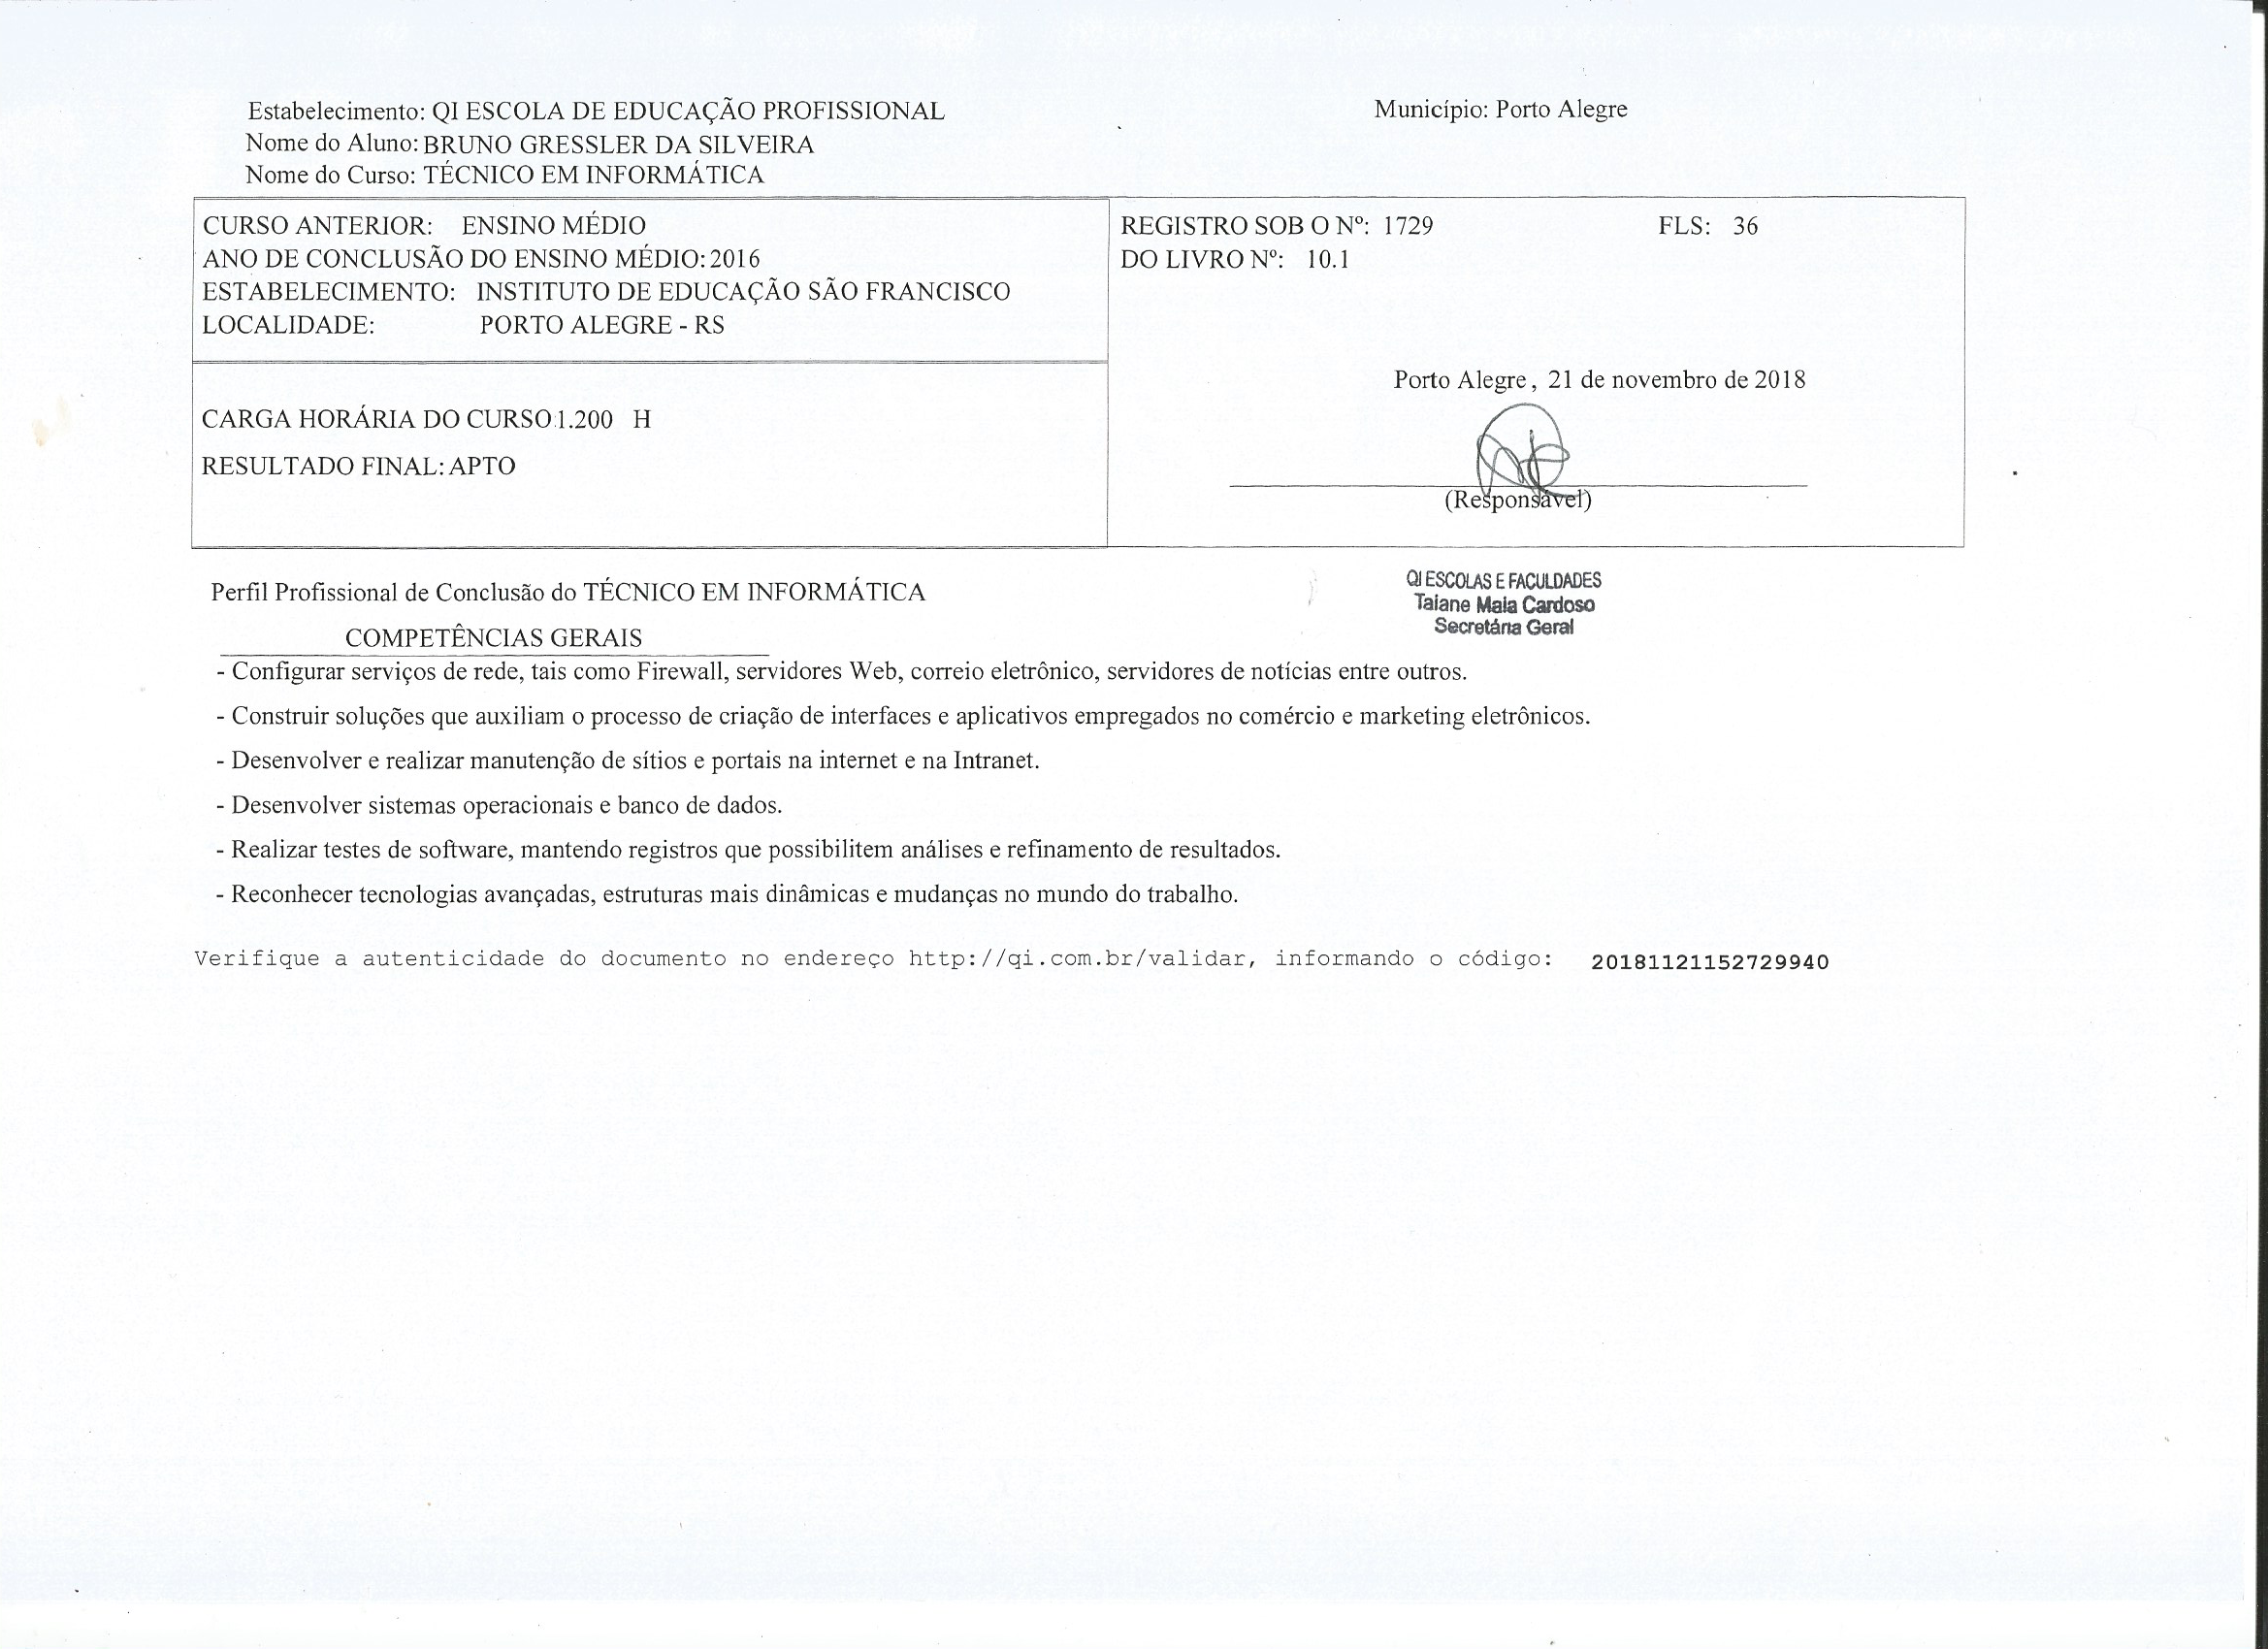 Estabelecimento: QI ESCOLA DE EDUCAÇÃO PROFISSIONAL
Município: Porto Alegre
Nome do Aluno: BRUNO GRESSLER DA SILVEIRA
Nome do Curso: TÉCNICO EM INFORMÁTICA
CURSO ANTERIOR: ENSINO MÉDIO
ANO DE CONCLUSÃO DO ENSINO MÉDIO: 2016
ESTABELECIMENTO: INSTITUTO DE EDUCAÇÃO SÃO FRANCISCO
LOCALIDADE: PORTO ALEGRE - RS
CARGA HORÁRIA DO CURSO: 1.200 H
RESULTADO FINAL: APTO
REGISTRO SOB O Nº: 1729 FLS: 36
DO LIVRO Nº: 10.1
Porto Alegre, 21 de novembro de 2018
(Responsável)
QI ESCOLAS E FACULDADES
Taiane Maia Cardoso
Secretária Geral
Perfil Profissional de Conclusão do TÉCNICO EM INFORMÁTICA
COMPETÊNCIAS GERAIS
- Configurar serviços de rede, tais como Firewall, servidores Web, correio eletrônico, servidores de notícias entre outros.
- Construir soluções que auxiliam o processo de criação de interfaces e aplicativos empregados no comércio e marketing eletrônicos.
- Desenvolver e realizar manutenção de sítios e portais na internet e na Intranet.
- Desenvolver sistemas operacionais e banco de dados.
- Realizar testes de software, mantendo registros que possibilitem análises e refinamento de resultados.
- Reconhecer tecnologias avançadas, estruturas mais dinâmicas e mudanças no mundo do trabalho.
Verifique a autenticidade do documento no endereço http://qi.com.br/validar, informando o código: 20181121152729940